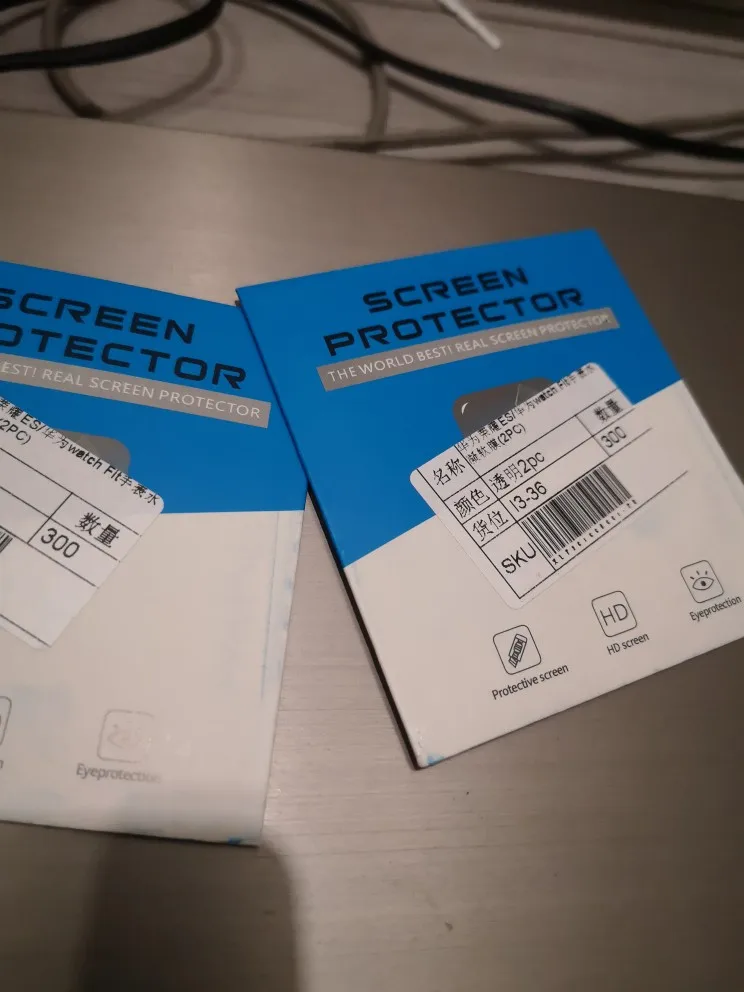 SCREEN
OTECTOR
EST! REAL SCREEN PROTECTOR
荣耀ES/华为watch Fit手表水
(2PC)
数量
300
Eyeprotection
SCREEN
PROTECTOR
THE WORLD BEST! REAL SCREEN PROTECTOR
名称 华为荣耀ES/华为watch Fit手表水
凝软膜(2PC) 数量
颜色 透明2pc 300
货位 13-36
SKU
Protective screen
HD
HD screen
Eyeprotection